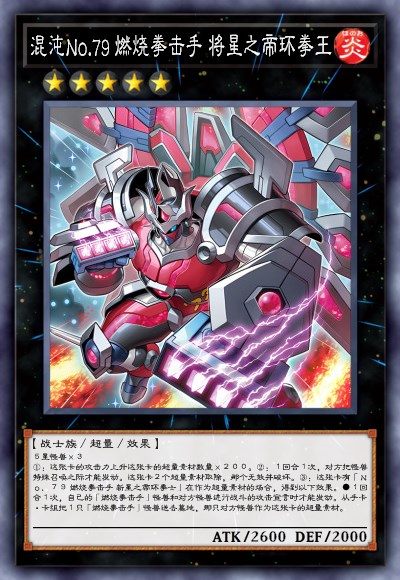 混沌No.79 燃烧拳击手 将星之帝环拳王
ほのお
炎
【战士族／超量／效果】
5星怪兽×3
①：这张卡的攻击力上升这张卡的超量素材数量×200。②：1回合1次，对方把怪兽
特殊召唤之际才能发动。这张卡2个超量素材取除，那个无效并破坏。③：这张卡有「N
o．79 燃烧拳击手 新星之帝环拳士」在作为超量素材的场合，得到以下效果。●1回
合1次，自己的「燃烧拳击手」怪兽和对方怪兽进行战斗的攻击宣言时才能发动。从手卡
・卡组把1只「燃烧拳击手」怪兽送去墓地，那只对方怪兽作为这张卡的超量素材。
ATK/2600 DEF/2000